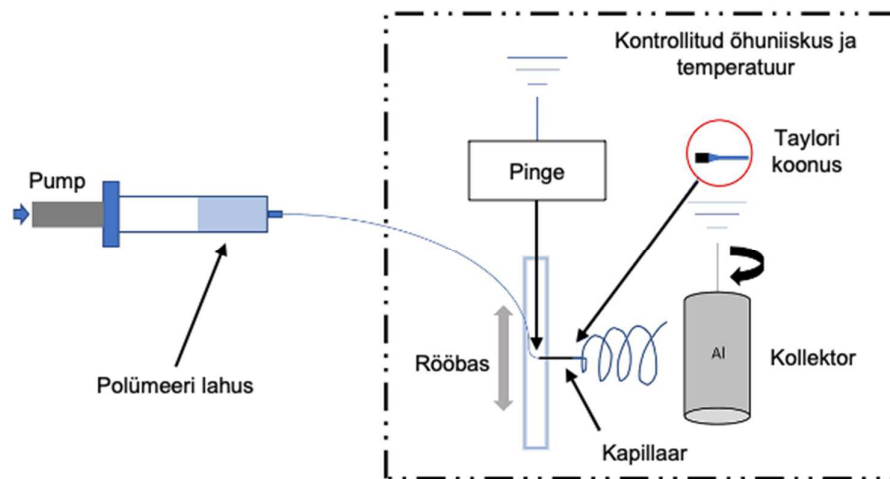 Kontrollitud õhuniiskus ja
temperatuur
Pump
Pinge
Taylori
koonus
Polümeeri lahus
Rööbas
Al
Kollektor
Kapillaar